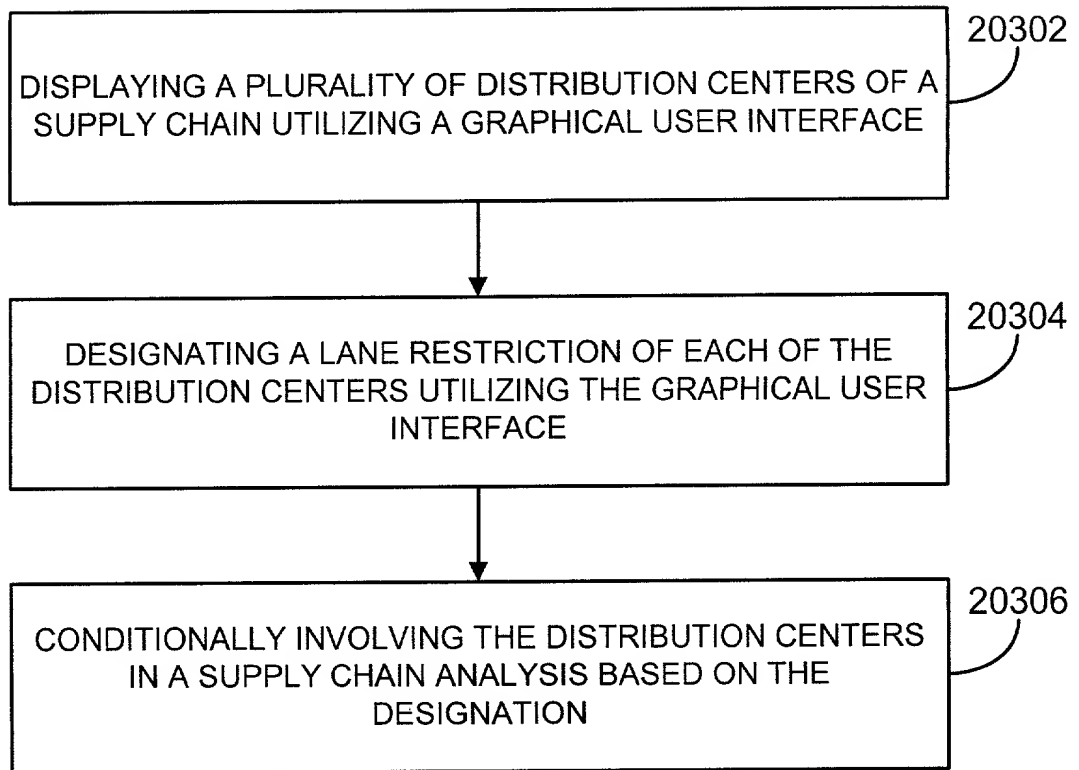 20302
DISPLAYING A PLURALITY OF DISTRIBUTION CENTERS OF A
SUPPLY CHAIN UTILIZING A GRAPHICAL USER INTERFACE
20304
DESIGNATING A LANE RESTRICTION OF EACH OF THE
DISTRIBUTION CENTERS UTILIZING THE GRAPHICAL USER
INTERFACE
20306
CONDITIONALLY INVOLVING THE DISTRIBUTION CENTERS
IN A SUPPLY CHAIN ANALYSIS BASED ON THE
DESIGNATION